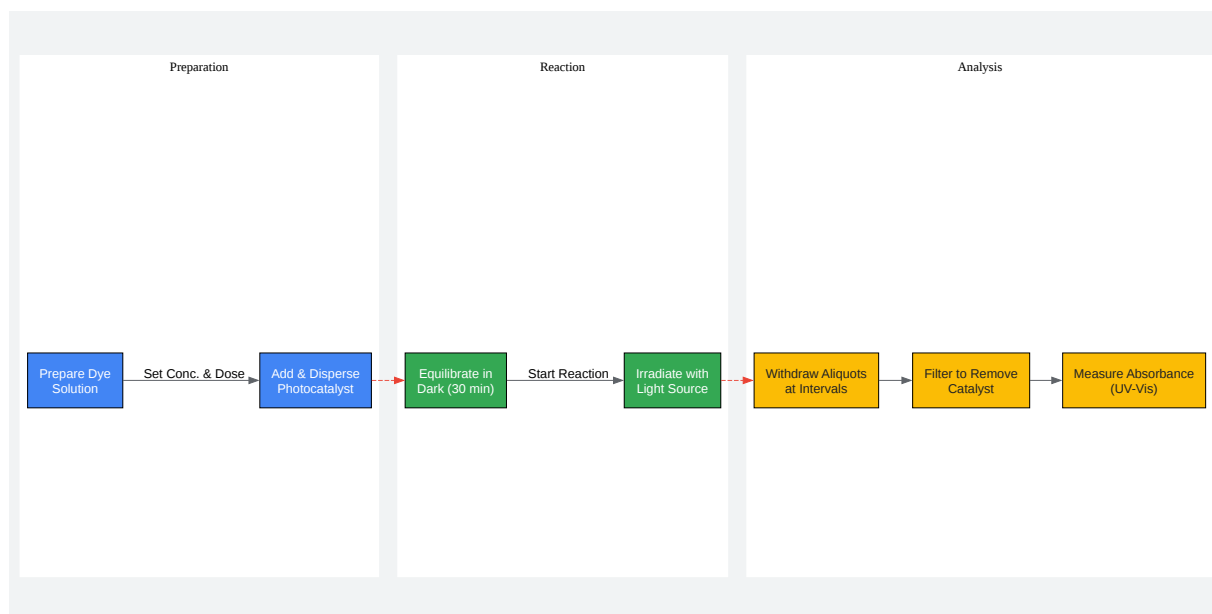 Preparation
Reaction
Analysis
Prepare Dye
Solution
Set Conc. & Dose
Add & Disperse
Photocatalyst
Equilibrate in
Dark (30 min)
Start Reaction
Irradiate with
Light Source
Withdraw Aliquots
at Intervals
Filter to Remove
Catalyst
Measure Absorbance
(UV-Vis)